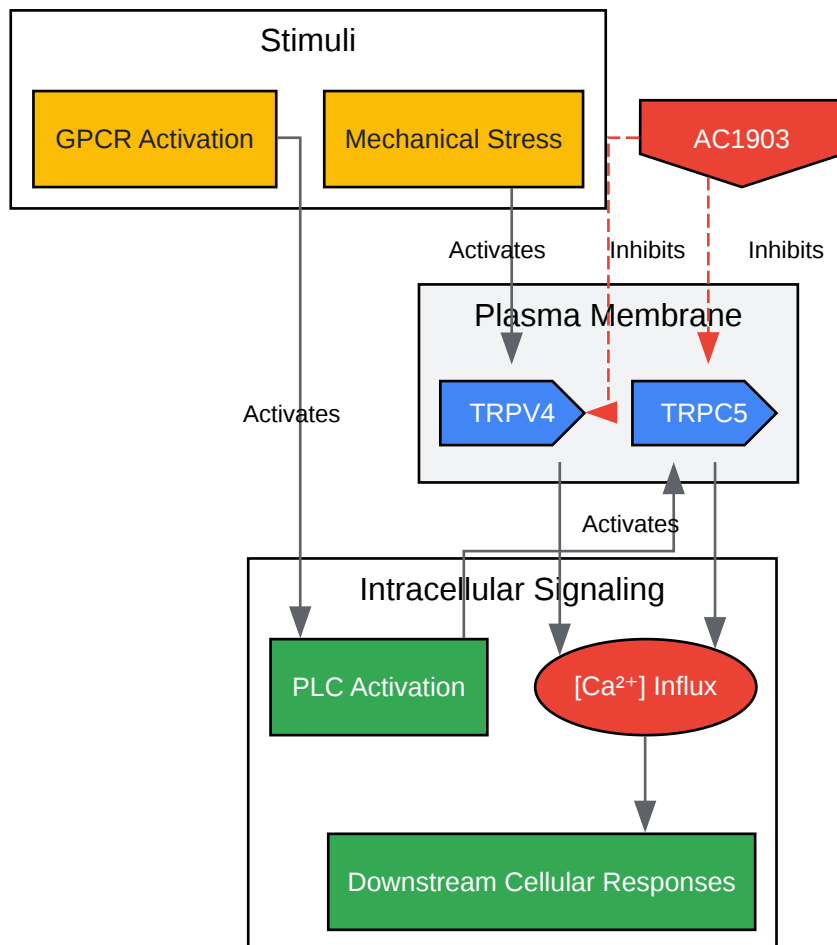 Stimuli
GPCR Activation
Mechanical Stress
AC1903
Activates
Inhibits
Inhibits
Plasma Membrane
TRPV4
TRPC5
Activates
Activates
Intracellular Signaling
PLC Activation
[Ca²⁺] Influx
Downstream Cellular Responses